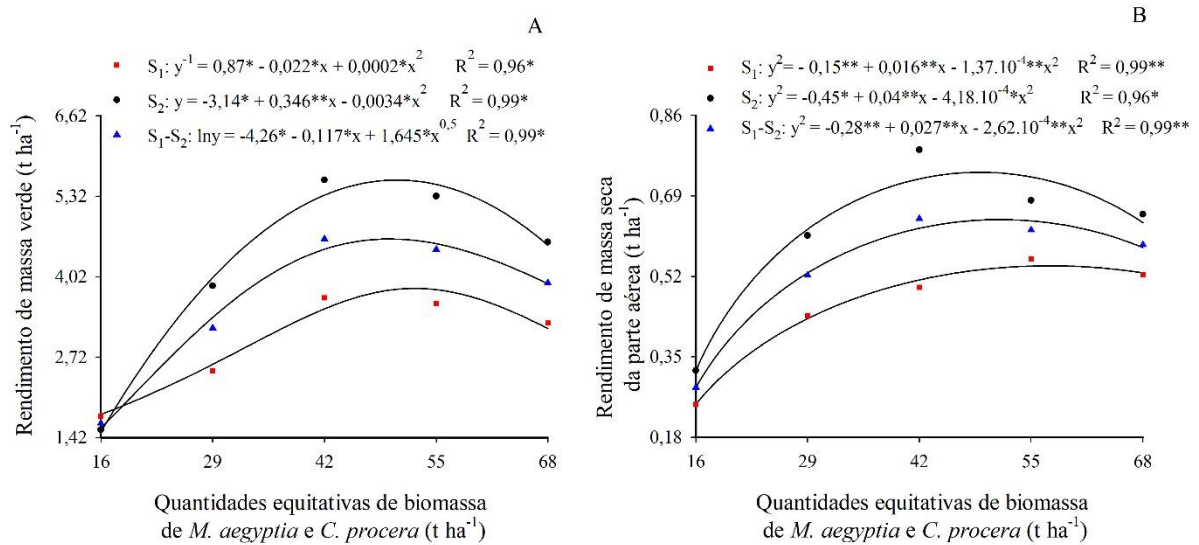 A
S₁: y⁻¹ = 0,87* - 0,022*x + 0,0002*x² R² = 0,96*
S₂: y = -3,14* + 0,346**x - 0,0034*x² R² = 0,99*
S₁-S₂: lny = -4,26* - 0,117*x + 1,645*x⁰,⁵ R² = 0,99*
Rendimento de massa verde (t ha⁻¹)
6,62
5,32
4,02
2,72
1,42
16 29 42 55 68
Quantidades equitativas de biomassa
de M. aegyptia e C. procera (t ha⁻¹)
B
S₁: y²= - 0,15** + 0,016**x - 1,37.10⁻⁴**x² R² = 0,99**
S₂: y² = -0,45* + 0,04**x - 4,18.10⁻⁴*x² R² = 0,96*
S₁-S₂: y² = -0,28** + 0,027**x - 2,62.10⁻⁴**x² R² = 0,99**
Rendimento de massa seca
da parte aérea (t ha⁻¹)
0,86
0,69
0,52
0,35
0,18
16 29 42 55 68
Quantidades equitativas de biomassa
de M. aegyptia e C. procera (t ha⁻¹)